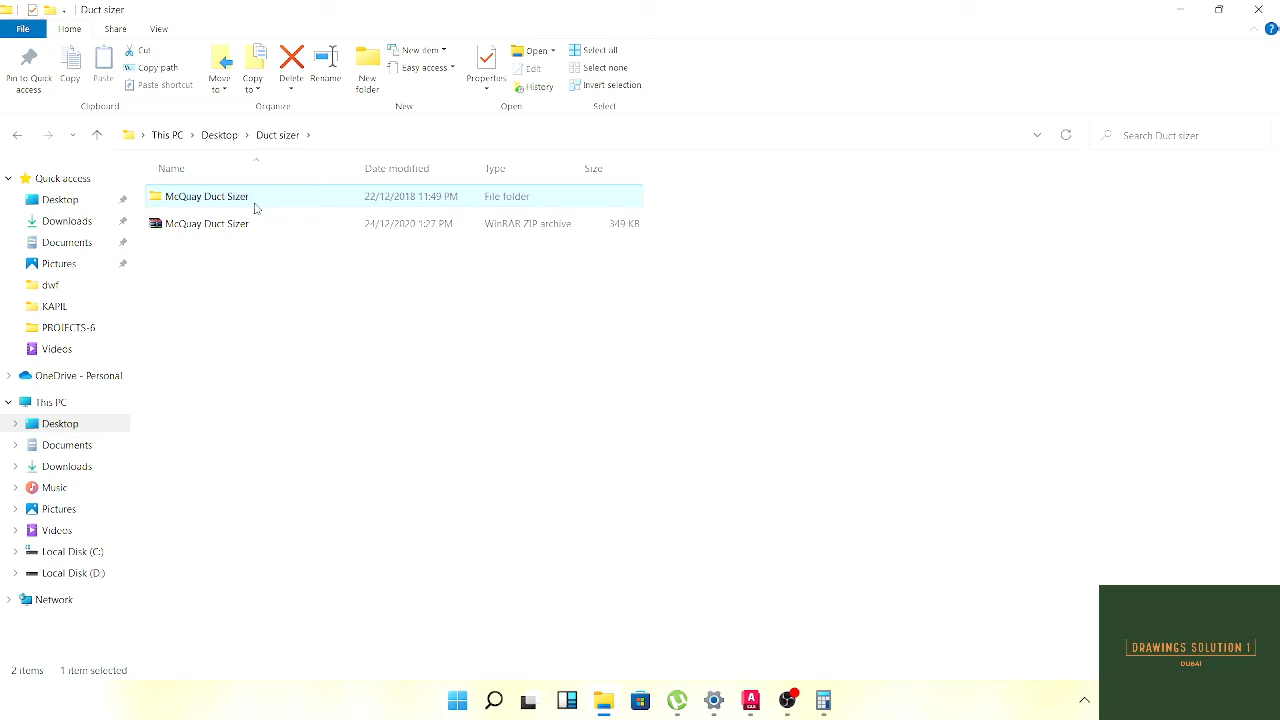 Duct sizer
File Home Share View
Pin to Quick access
Copy
Paste
Cut
Copy path
Paste shortcut
Clipboard
Move to
Copy to
Delete
Rename
Organize
New folder
New item
Easy access
New
Properties
Open
Edit
History
Open
Select all
Select none
Invert selection
Select
This PC > Desktop > Duct sizer >
Search Duct sizer
Name Date modified Type Size
McQuay Duct Sizer 22/12/2018 11:49 PM File folder
McQuay Duct Sizer 24/12/2020 1:27 PM WinRAR ZIP archive 349 KB
Quick access
Desktop
Downloads
Documents
Pictures
dwf
KAPIL
PROJECTS-6
Videos
OneDrive - Personal
This PC
Desktop
Documents
Downloads
Music
Pictures
Videos
Local Disk (C:)
Local Disk (D:)
Network
2 items 1 item selected
A
CAD
DRAWINGS SOLUTION 1
DUBAI